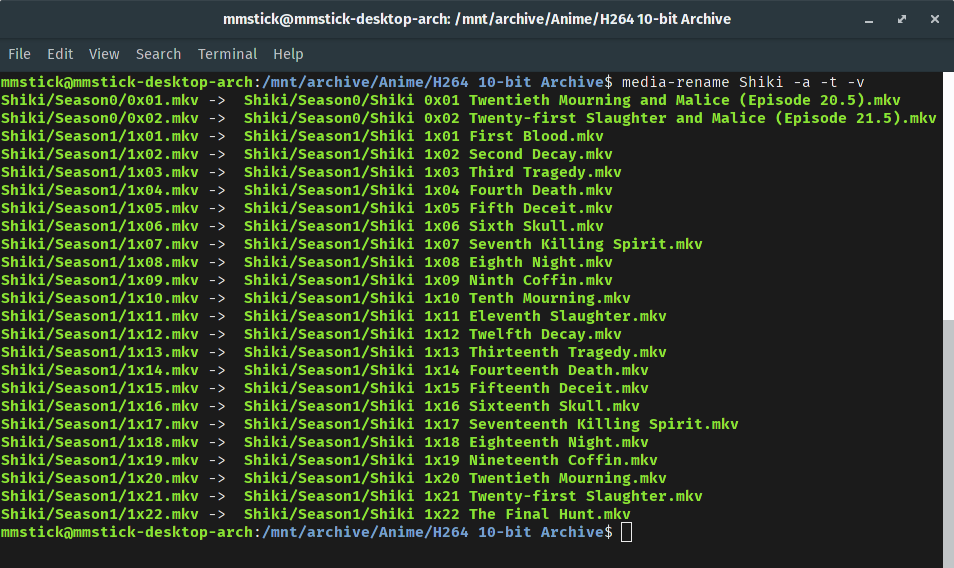 mmstick@mmstick-desktop-arch: /mnt/archive/Anime/H264 10-bit Archive
File Edit View Search Terminal Help
mmstick@mmstick-desktop-arch:/mnt/archive/Anime/H264 10-bit Archive$ media-rename Shiki -a -t -v
Shiki/Season0/0x01.mkv ->  Shiki/Season0/Shiki 0x01 Twentieth Mourning and Malice (Episode 20.5).mkv
Shiki/Season0/0x02.mkv ->  Shiki/Season0/Shiki 0x02 Twenty-first Slaughter and Malice (Episode 21.5).mkv
Shiki/Season1/1x01.mkv ->  Shiki/Season1/Shiki 1x01 First Blood.mkv
Shiki/Season1/1x02.mkv ->  Shiki/Season1/Shiki 1x02 Second Decay.mkv
Shiki/Season1/1x03.mkv ->  Shiki/Season1/Shiki 1x03 Third Tragedy.mkv
Shiki/Season1/1x04.mkv ->  Shiki/Season1/Shiki 1x04 Fourth Death.mkv
Shiki/Season1/1x05.mkv ->  Shiki/Season1/Shiki 1x05 Fifth Deceit.mkv
Shiki/Season1/1x06.mkv ->  Shiki/Season1/Shiki 1x06 Sixth Skull.mkv
Shiki/Season1/1x07.mkv ->  Shiki/Season1/Shiki 1x07 Seventh Killing Spirit.mkv
Shiki/Season1/1x08.mkv ->  Shiki/Season1/Shiki 1x08 Eighth Night.mkv
Shiki/Season1/1x09.mkv ->  Shiki/Season1/Shiki 1x09 Ninth Coffin.mkv
Shiki/Season1/1x10.mkv ->  Shiki/Season1/Shiki 1x10 Tenth Mourning.mkv
Shiki/Season1/1x11.mkv ->  Shiki/Season1/Shiki 1x11 Eleventh Slaughter.mkv
Shiki/Season1/1x12.mkv ->  Shiki/Season1/Shiki 1x12 Twelfth Decay.mkv
Shiki/Season1/1x13.mkv ->  Shiki/Season1/Shiki 1x13 Thirteenth Tragedy.mkv
Shiki/Season1/1x14.mkv ->  Shiki/Season1/Shiki 1x14 Fourteenth Death.mkv
Shiki/Season1/1x15.mkv ->  Shiki/Season1/Shiki 1x15 Fifteenth Deceit.mkv
Shiki/Season1/1x16.mkv ->  Shiki/Season1/Shiki 1x16 Sixteenth Skull.mkv
Shiki/Season1/1x17.mkv ->  Shiki/Season1/Shiki 1x17 Seventeenth Killing Spirit.mkv
Shiki/Season1/1x18.mkv ->  Shiki/Season1/Shiki 1x18 Eighteenth Night.mkv
Shiki/Season1/1x19.mkv ->  Shiki/Season1/Shiki 1x19 Nineteenth Coffin.mkv
Shiki/Season1/1x20.mkv ->  Shiki/Season1/Shiki 1x20 Twentieth Mourning.mkv
Shiki/Season1/1x21.mkv ->  Shiki/Season1/Shiki 1x21 Twenty-first Slaughter.mkv
Shiki/Season1/1x22.mkv ->  Shiki/Season1/Shiki 1x22 The Final Hunt.mkv
mmstick@mmstick-desktop-arch:/mnt/archive/Anime/H264 10-bit Archive$